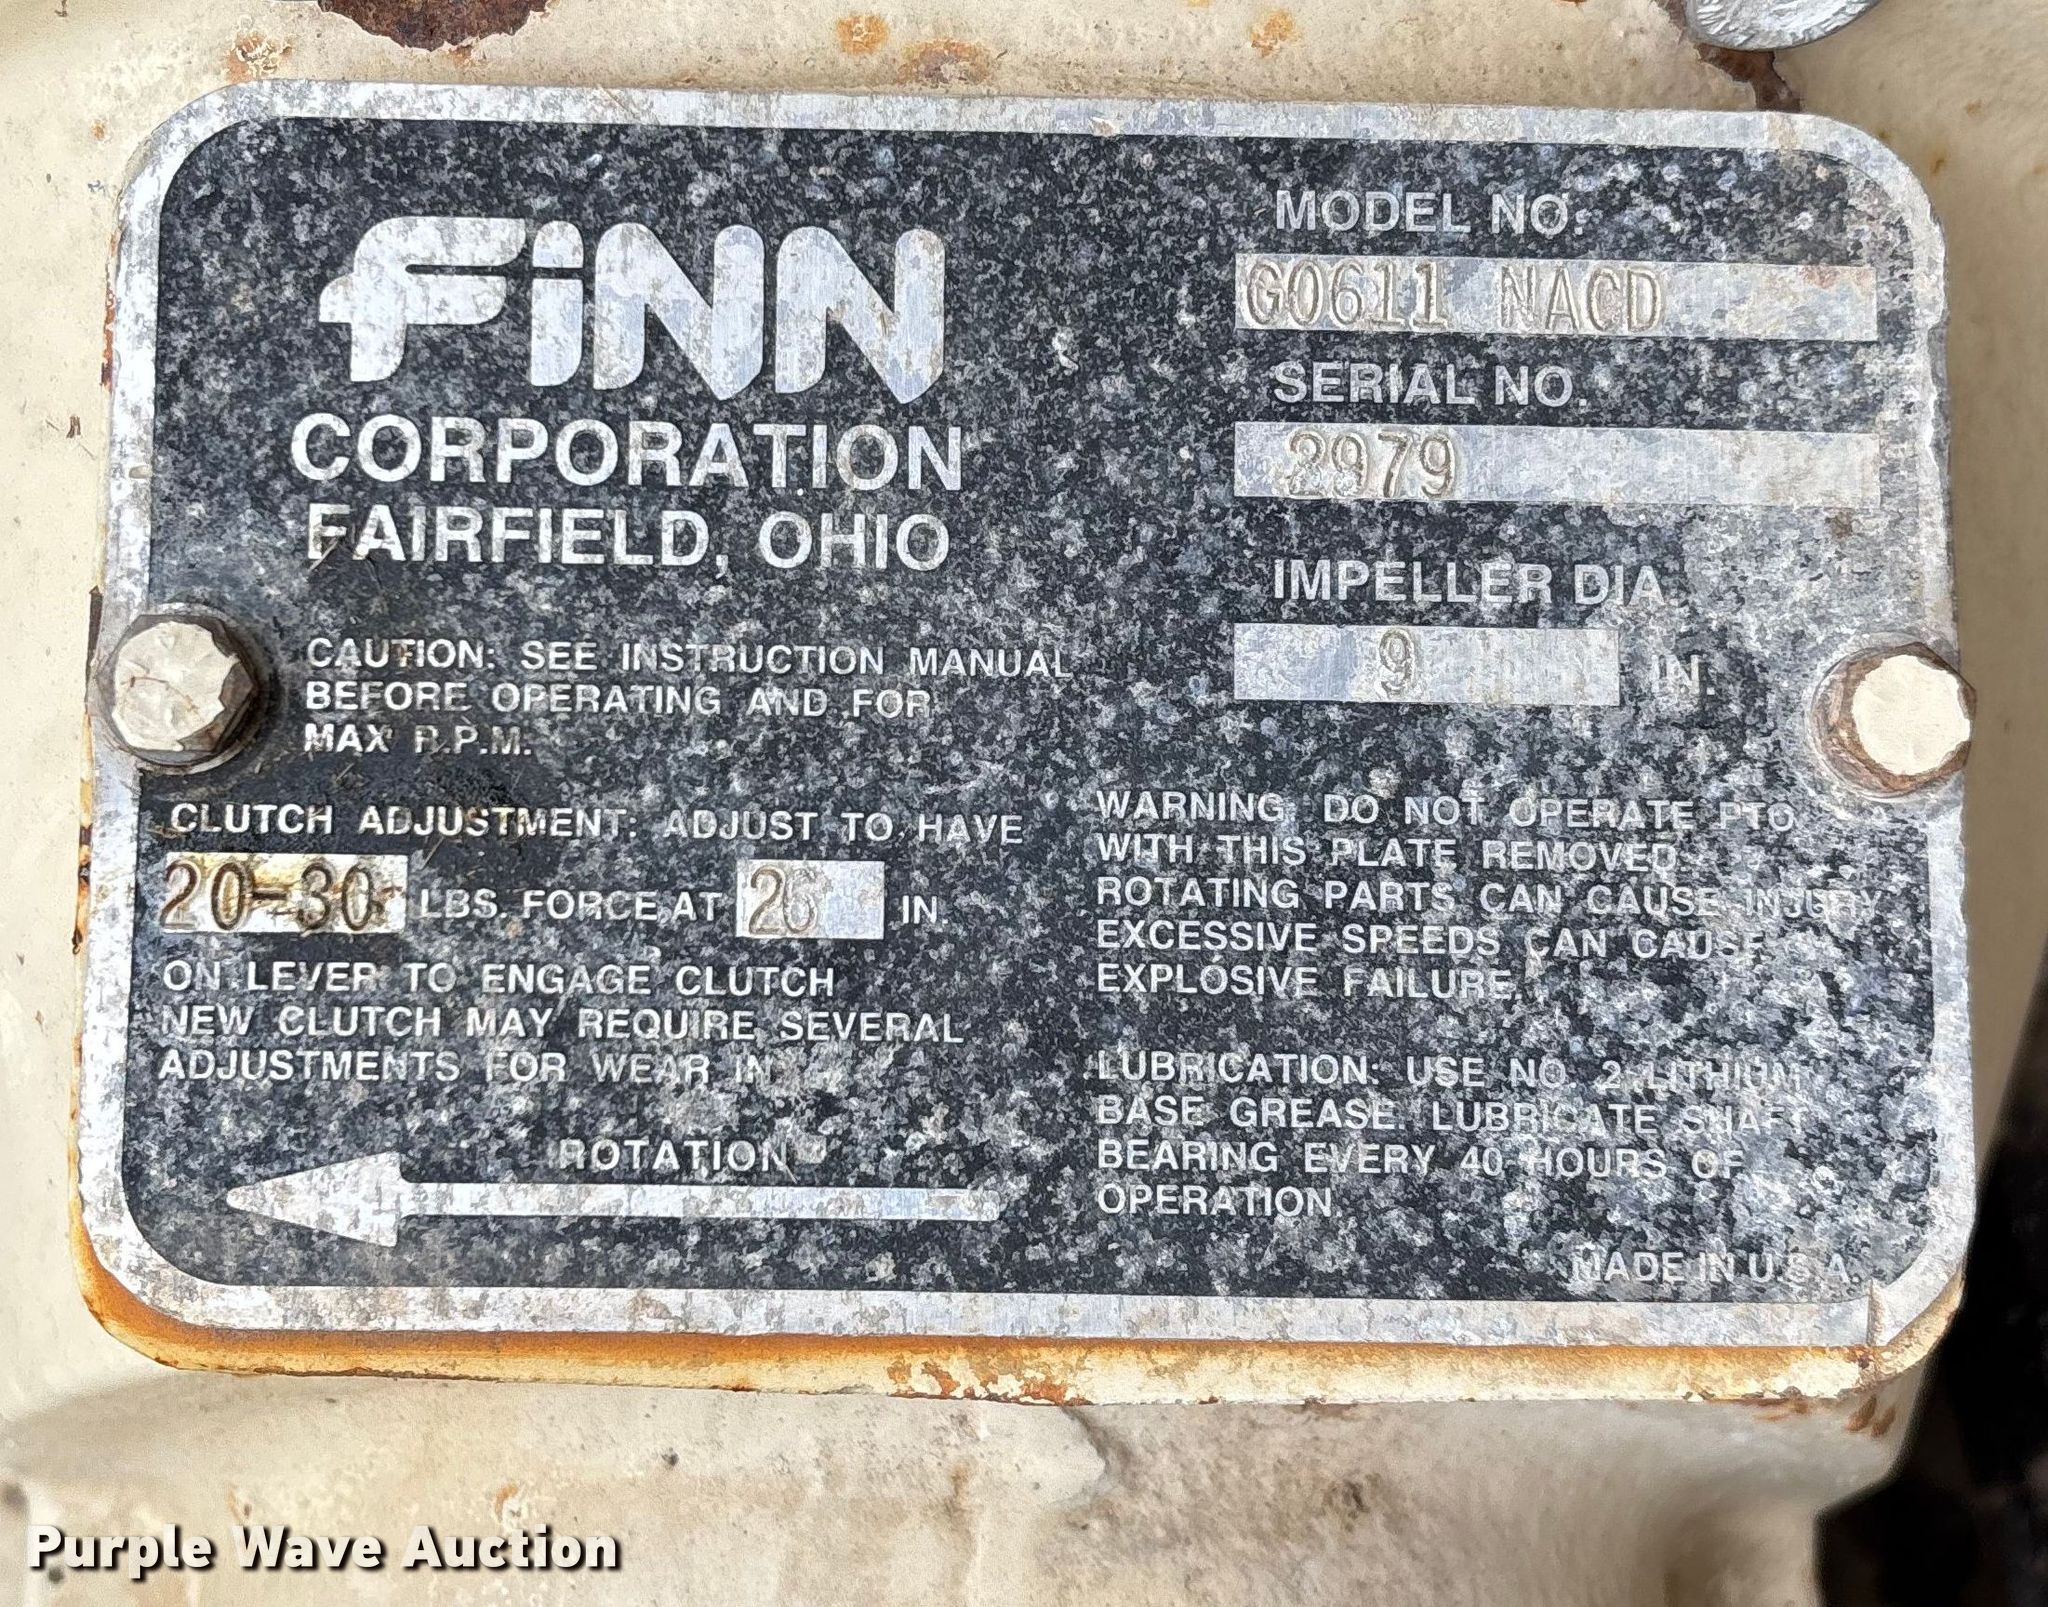 FINN
CORPORATION
FAIRFIELD, OHIO
CAUTION: SEE INSTRUCTION MANUAL
BEFORE OPERATING AND FOR
MAX R.P.M.
CLUTCH ADJUSTMENT: ADJUST TO HAVE
20-30 LBS. FORCE AT 26 IN.
ON LEVER TO ENGAGE CLUTCH
NEW CLUTCH MAY REQUIRE SEVERAL
ADJUSTMENTS FOR WEAR IN
ROTATION
MODEL NO.
G0611 NACD
SERIAL NO.
2979
IMPELLER DIA.
9 IN.
WARNING: DO NOT OPERATE PTO
WITH THIS PLATE REMOVED.
ROTATING PARTS CAN CAUSE INJURY
EXCESSIVE SPEEDS CAN CAUSE
EXPLOSIVE FAILURE.
LUBRICATION: USE NO. 2 LITHIUM
BASE GREASE. LUBRICATE SHAFT
BEARING EVERY 40 HOURS OF
OPERATION.
MADE IN U.S.A.
Purple Wave Auction